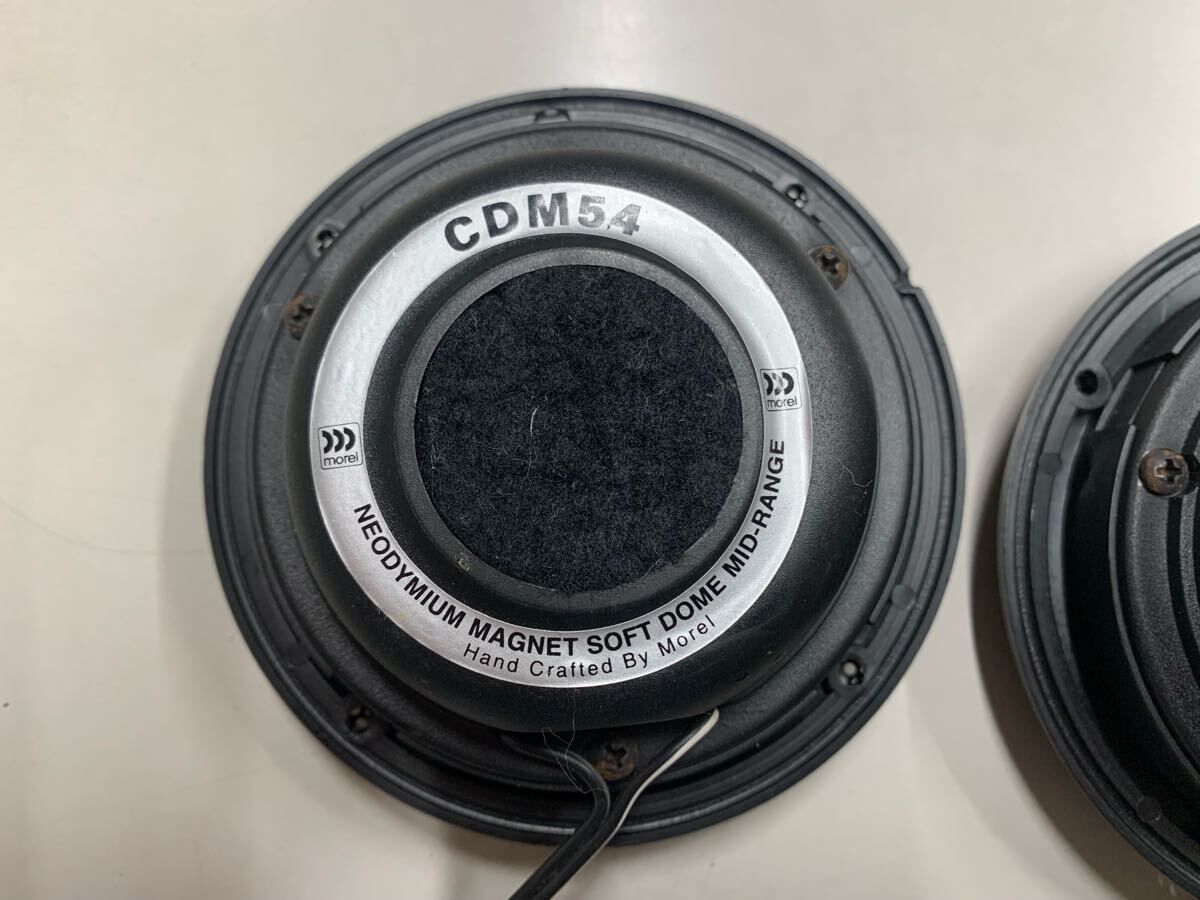 CDM54
morel
morel
NEODYMIUM MAGNET SOFT DOME MID-RANGE
Hand Crafted By Morel